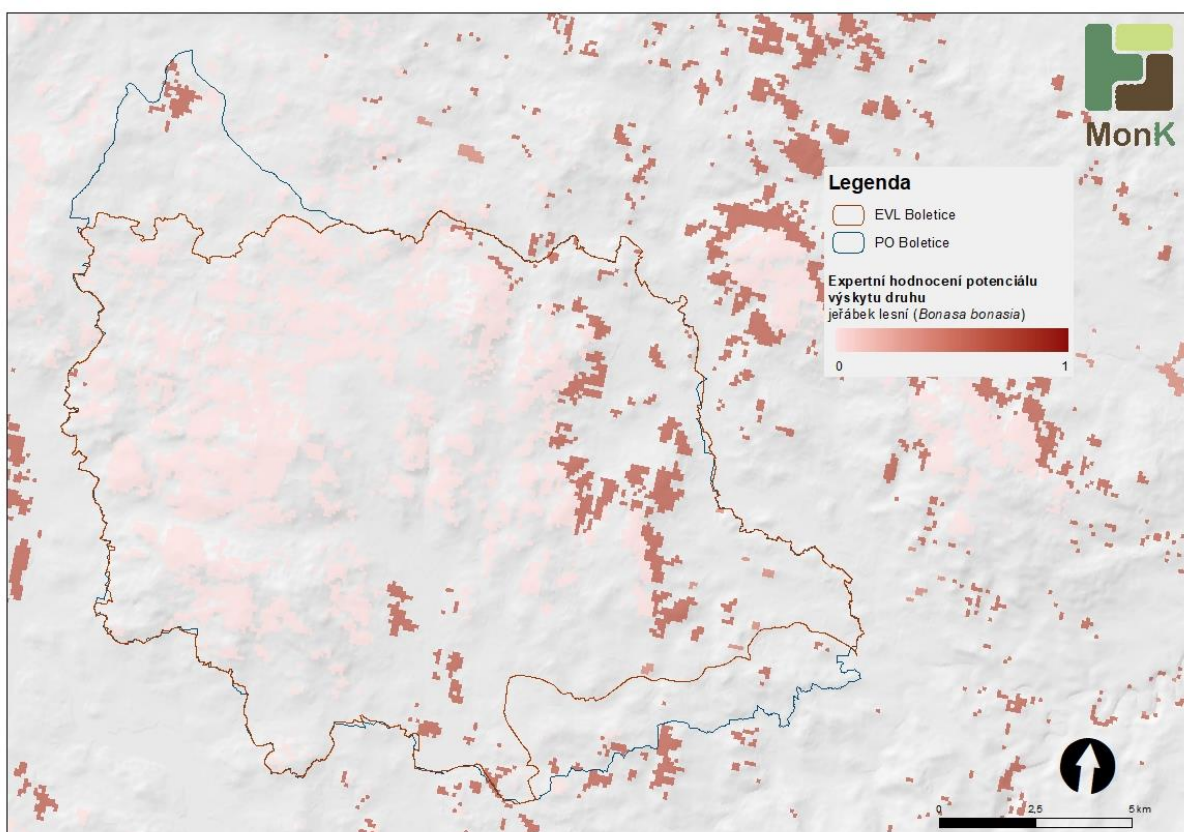 MonK
Legenda
EVL Boletice
PO Boletice
Expertní hodnocení potenciálu
výskytu druhu
jeřábek lesní (Bonasa bonasia)
0 1
0 2,5 5 km